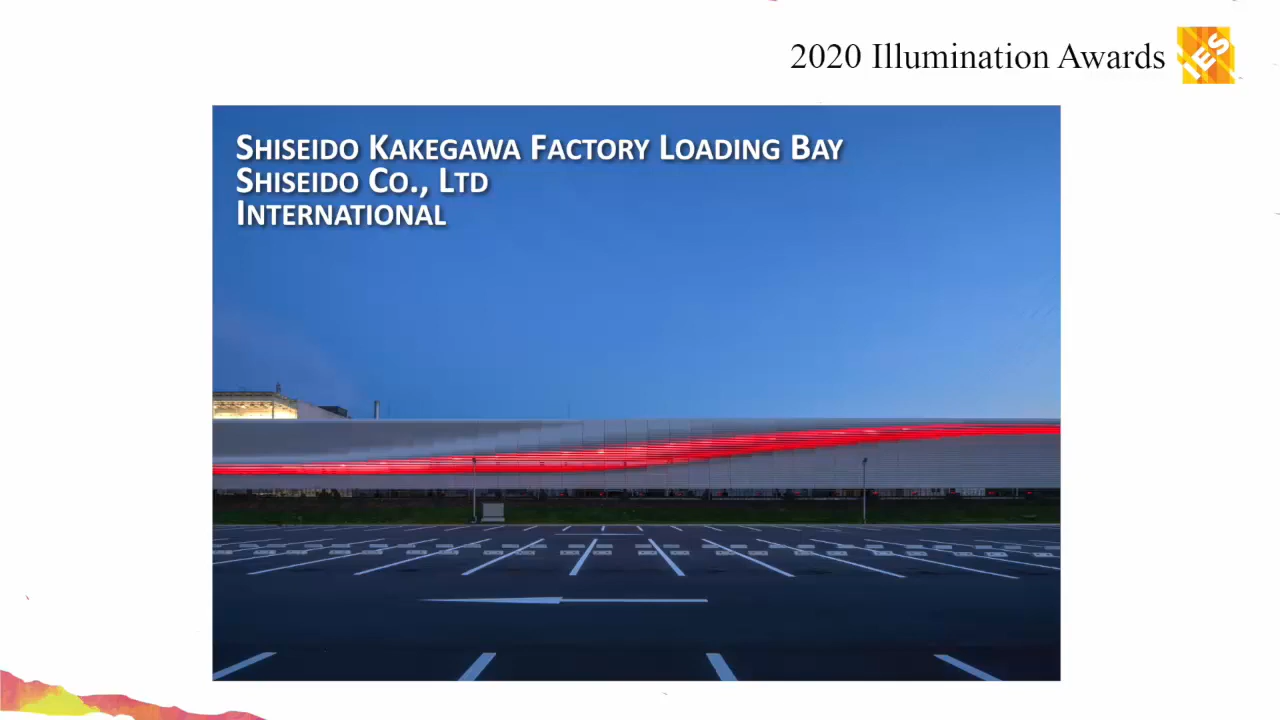 2020 Illumination Awards
IES
SHISEIDO KAKEGAWA FACTORY LOADING BAY
SHISEIDO CO., LTD
INTERNATIONAL